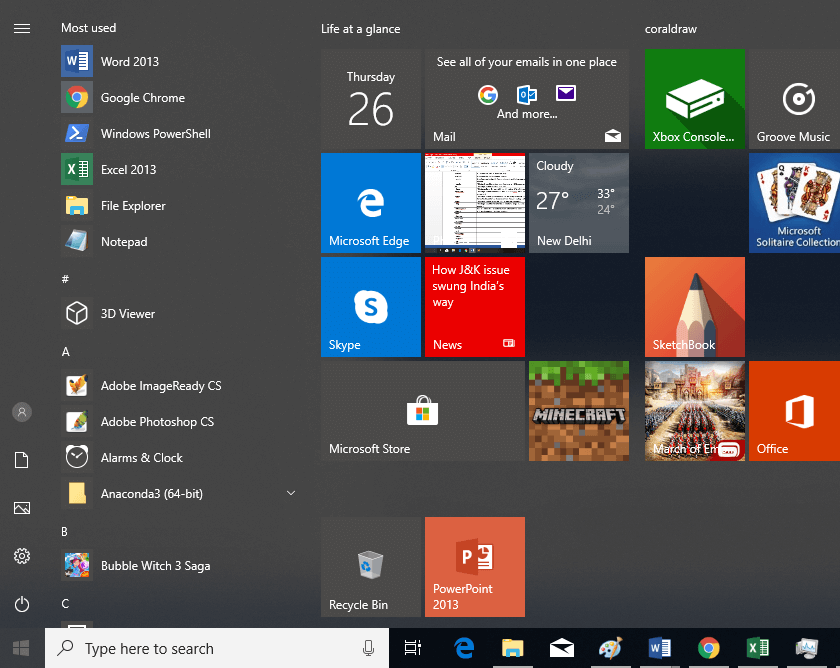 Most used
Word 2013
Google Chrome
Windows PowerShell
Excel 2013
File Explorer
Notepad
#
3D Viewer
A
Adobe ImageReady CS
Adobe Photoshop CS
Alarms & Clock
Anaconda3 (64-bit)
B
Bubble Witch 3 Saga
C
Life at a glance
Thursday
26
See all of your emails in one place
And more...
Mail
Microsoft Edge
Cloudy
27°
33°
24°
New Delhi
Skype
How J&K issue
swung India's
way
News
Microsoft Store
MINECRAFT
Recycle Bin
PowerPoint
2013
coraldraw
Xbox Console...
Groove Music
Microsoft
Solitaire Collection
SketchBook
March of Em
Office
Type here to search